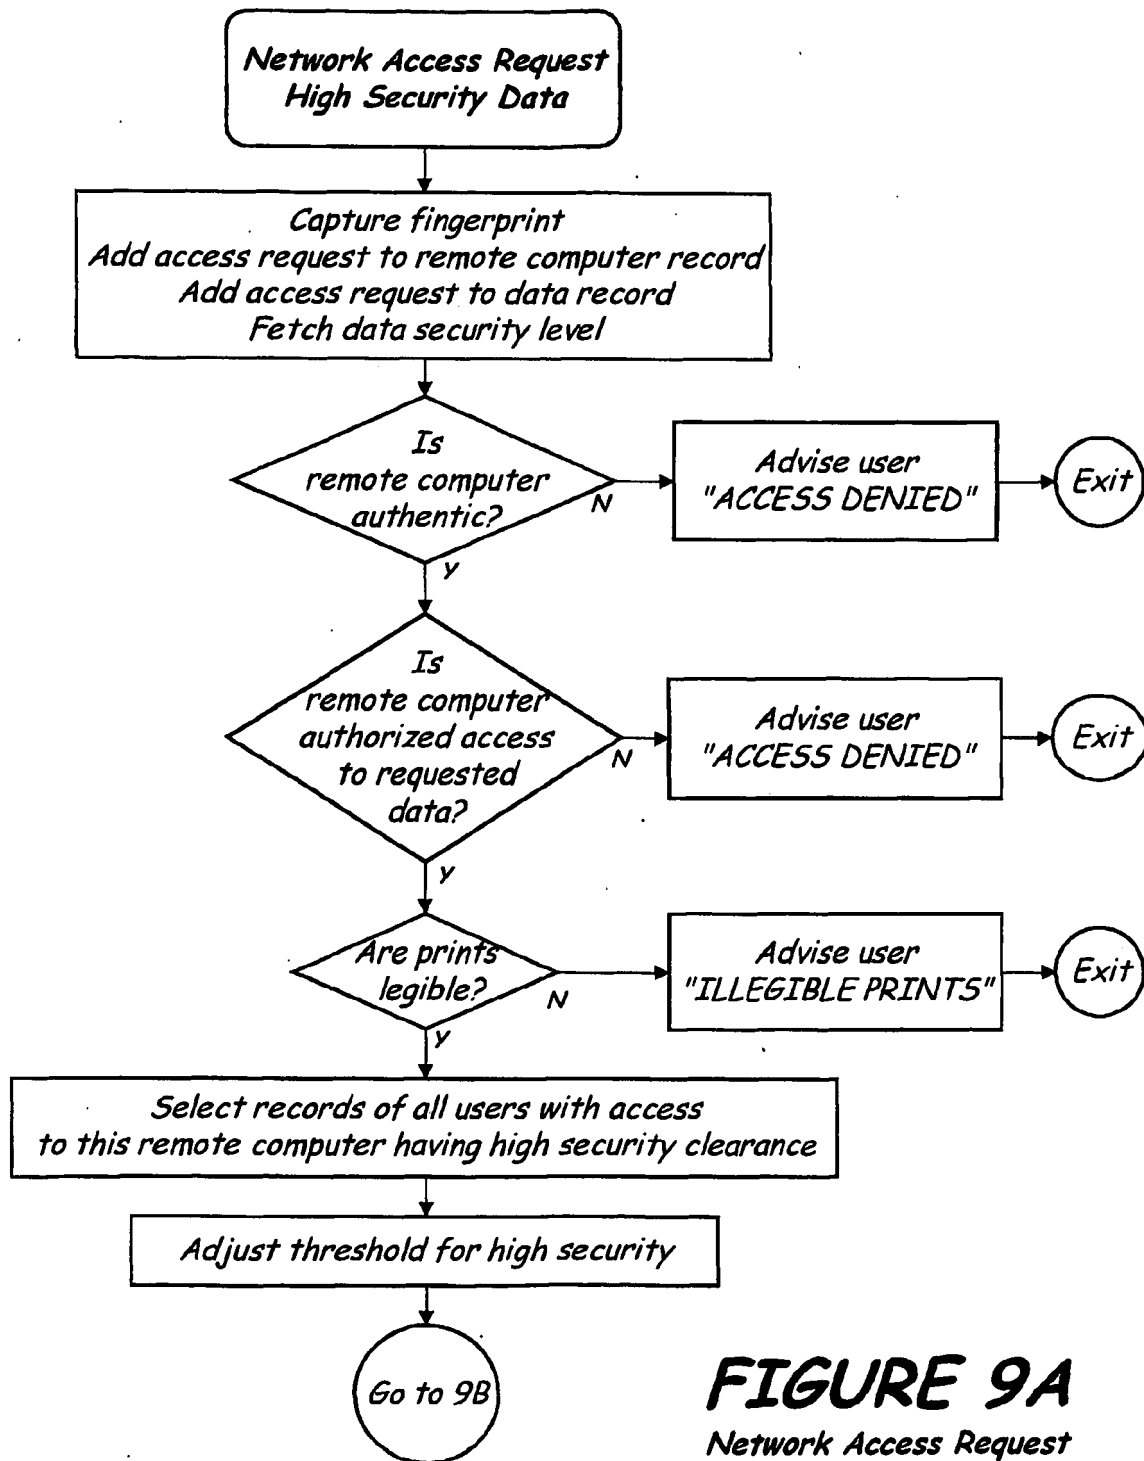 Network Access Request
High Security Data
Capture fingerprint
Add access request to remote computer record
Add access request to data record
Fetch data security level
Is
remote computer
authentic?
N
Advise user
"ACCESS DENIED"
Exit
Y
Is
remote computer
authorized access
to requested
data?
N
Advise user
"ACCESS DENIED"
Exit
Y
Are prints
legible?
N
Advise user
"ILLEGIBLE PRINTS"
Exit
Y
Select records of all users with access
to this remote computer having high security clearance
Adjust threshold for high security
Go to 9B
FIGURE 9A
Network Access Request